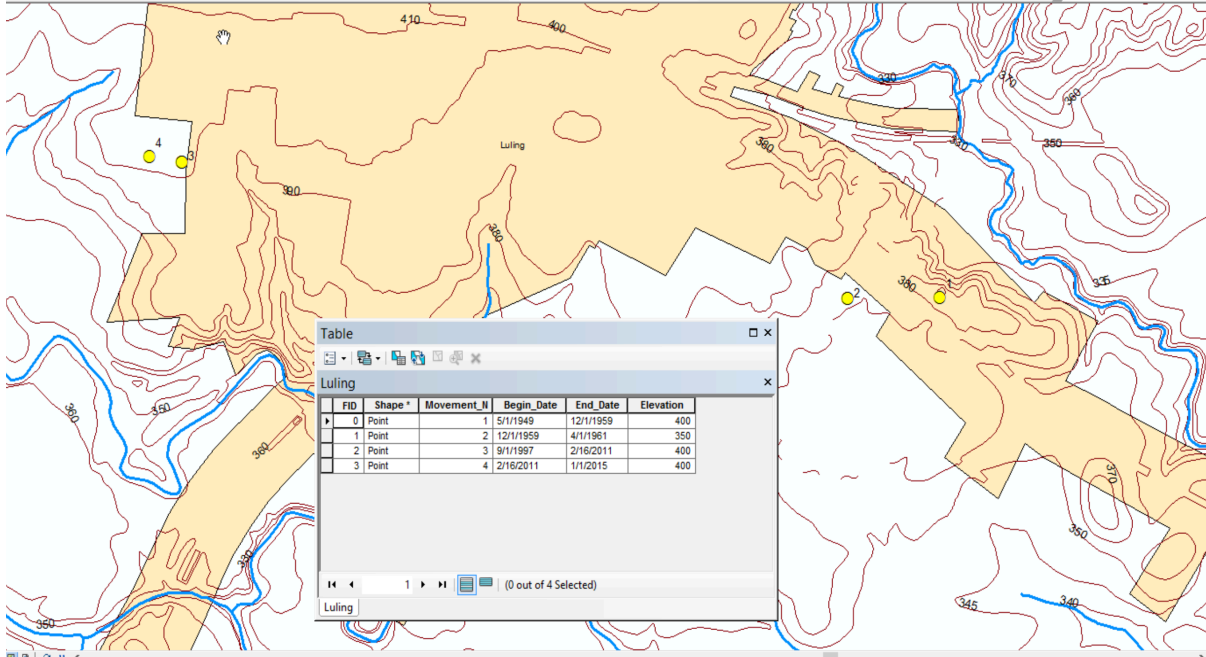 410
400
330
370
360
4
3
Luling
380
330
350
390
380
335
380
1
2
Table
Luling
FID Shape * Movement_N Begin_Date End_Date Elevation
0 Point 1 5/1/1949 12/1/1959 400
1 Point 2 12/1/1959 4/1/1961 350
2 Point 3 9/1/1997 2/16/2011 400
3 Point 4 2/16/2011 1/1/2015 400
360
350
360
370
350
330
1 (0 out of 4 Selected)
Luling
345
340
350